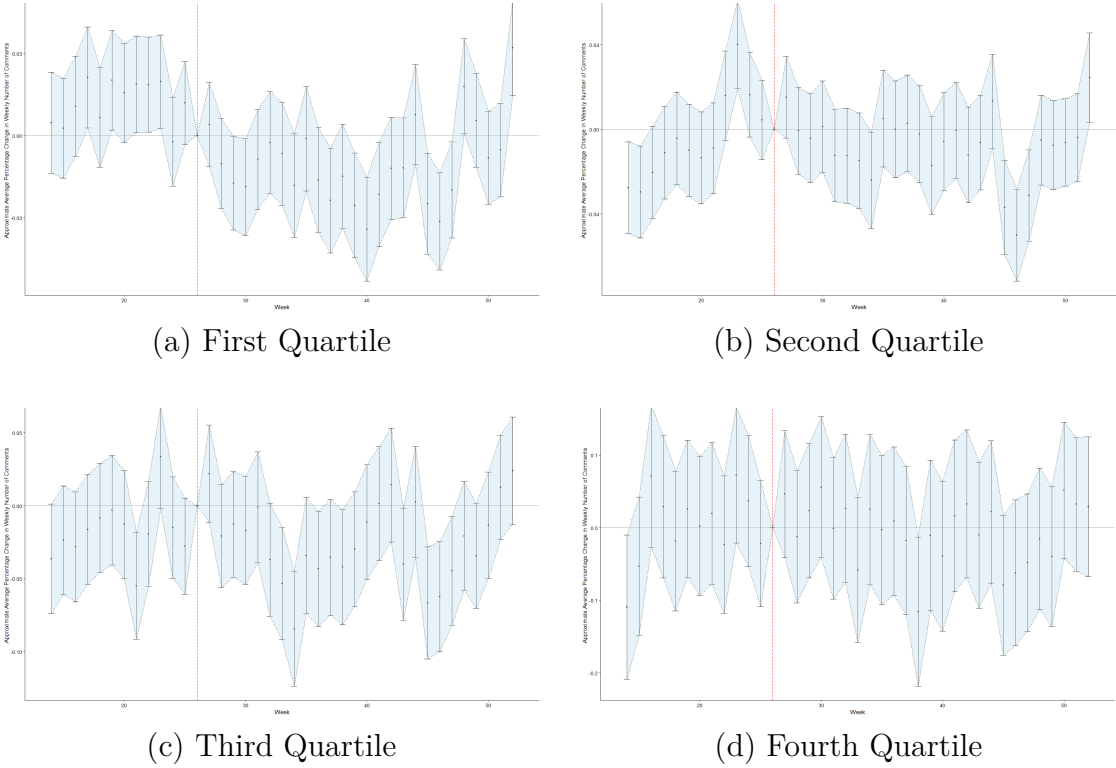 Approximate Average Percentage Change in Weekly Number of Comments
0.03
0.00
-0.03
20
30
40
50
Week
(a) First Quartile
Approximate Average Percentage Change in Weekly Number of Comments
0.04
0.00
-0.04
20
30
40
50
Week
(b) Second Quartile
Approximate Average Percentage Change in Weekly Number of Comments
0.05
0.00
-0.05
-0.10
20
30
40
50
Week
(c) Third Quartile
Approximate Average Percentage Change in Weekly Number of Comments
0.1
0.0
-0.1
-0.2
20
30
40
50
Week
(d) Fourth Quartile